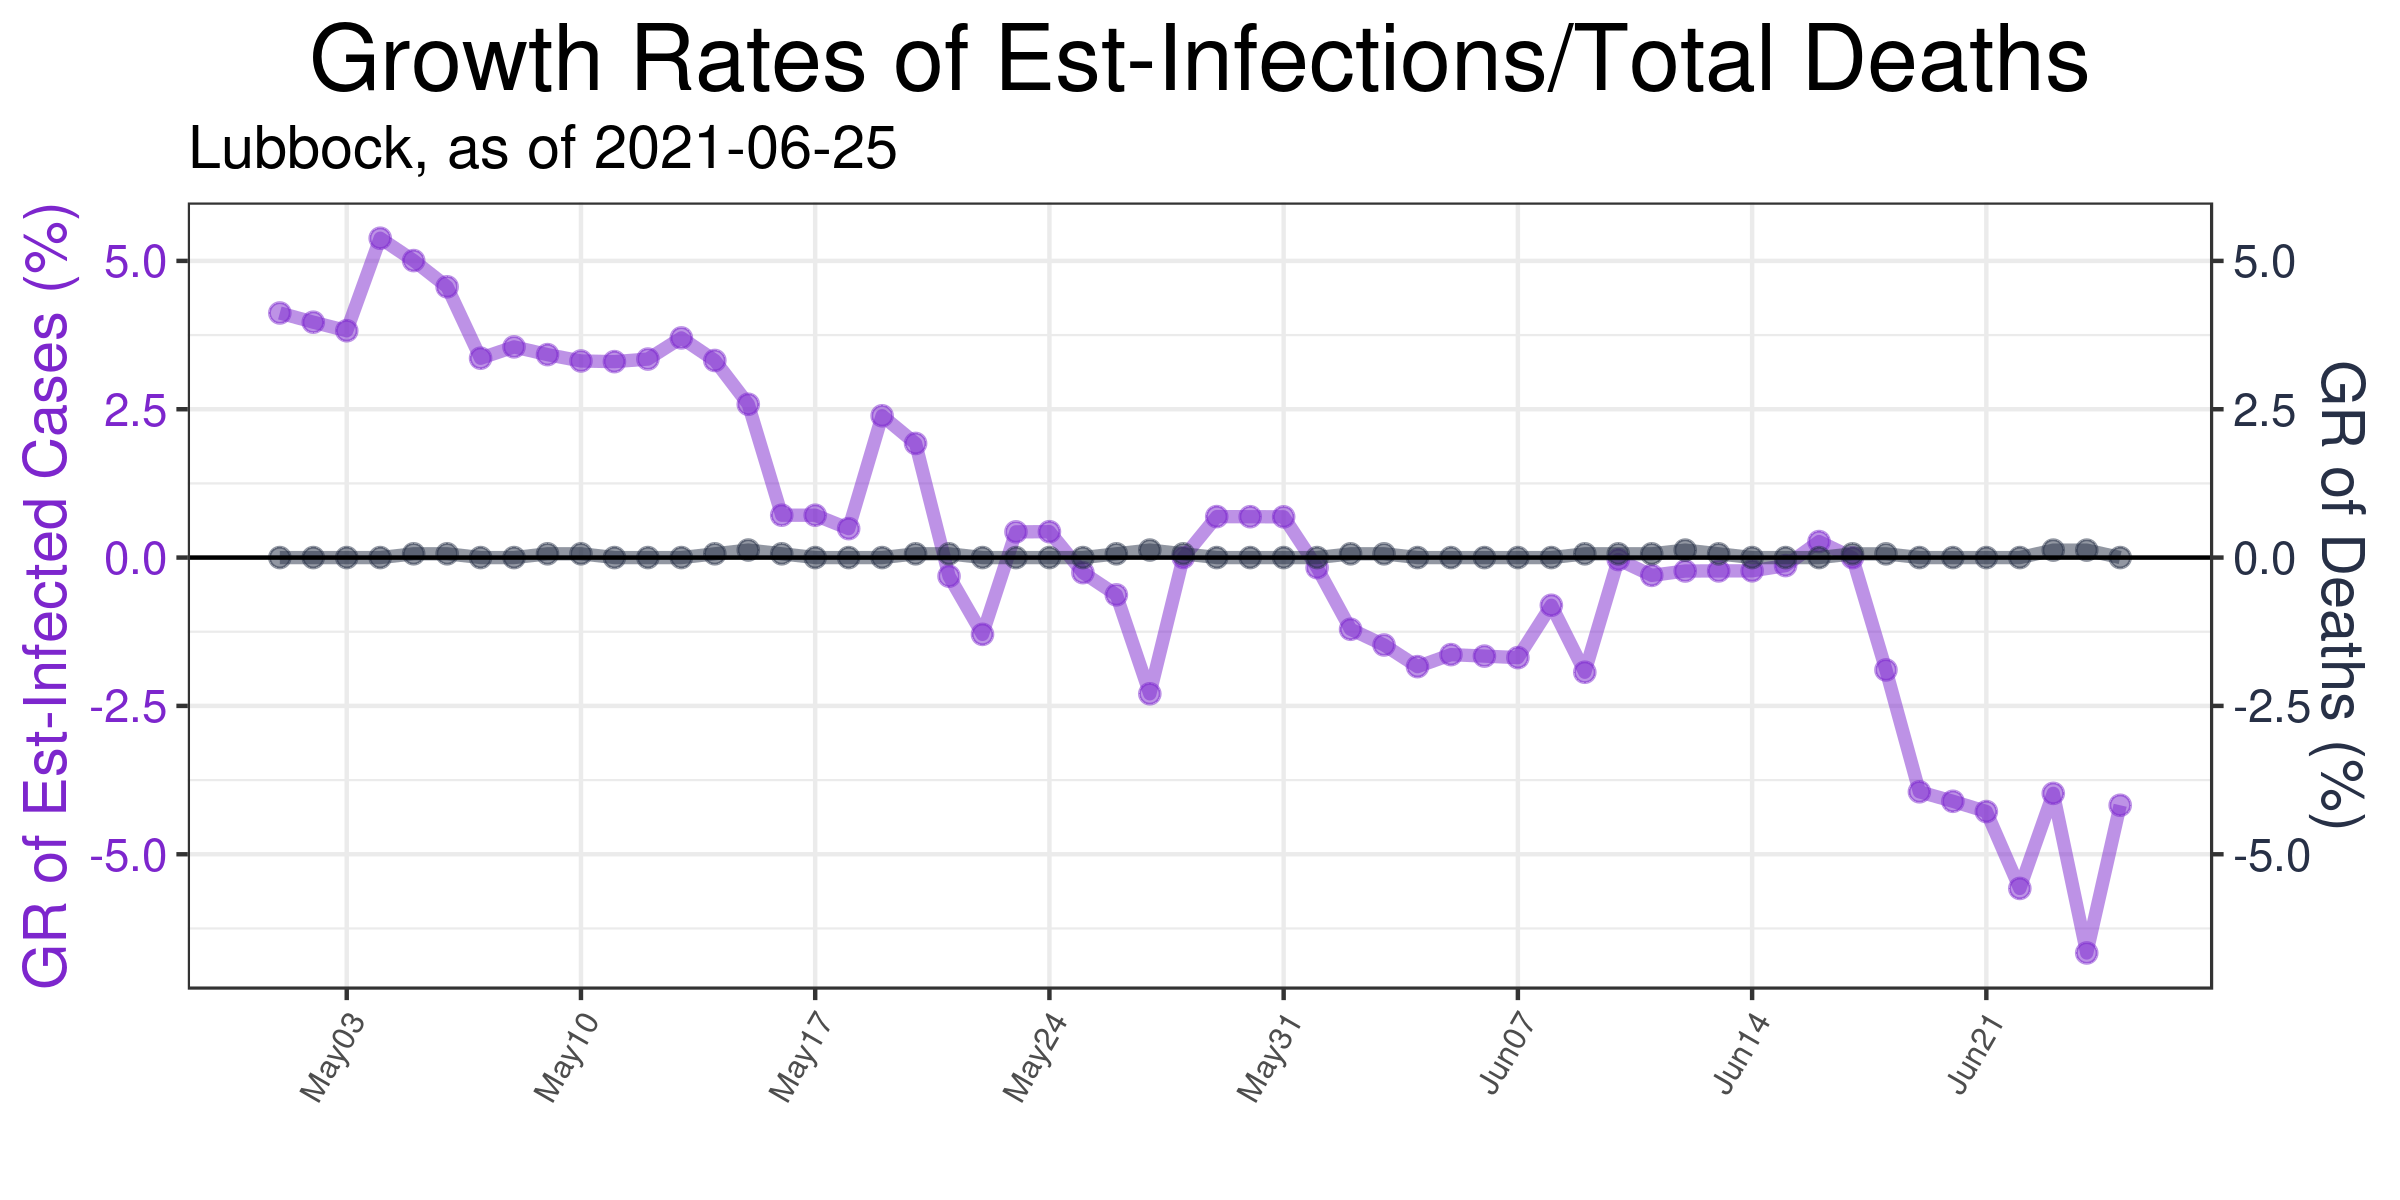 Growth Rates of Est-Infections/Total Deaths
Lubbock, as of 2021-06-25
GR of Est-Infected Cases (%)
5.0
2.5
0.0
-2.5
-5.0
5.0
2.5
0.0
-2.5
-5.0
GR of Deaths (%)
May03
May10
May17
May24
May31
Jun07
Jun14
Jun21